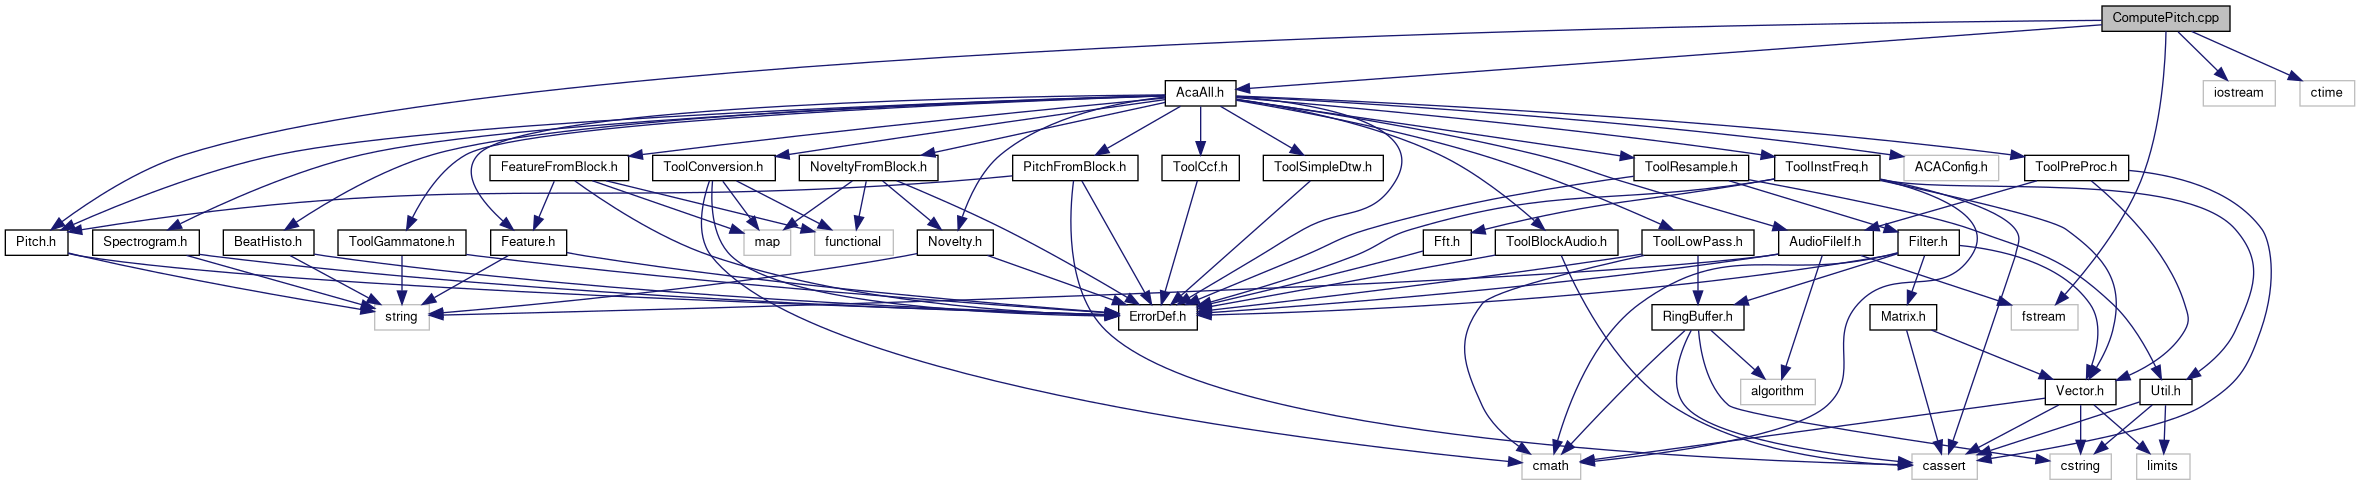 ComputePitch.cpp
AcaAll.h
iostream
ctime
FeatureFromBlock.h
ToolConversion.h
NoveltyFromBlock.h
PitchFromBlock.h
ToolCcf.h
ToolSimpleDtw.h
ToolResample.h
ToolInstFreq.h
ACAConfig.h
ToolPreProc.h
Pitch.h
Spectrogram.h
BeatHisto.h
ToolGammatone.h
Feature.h
map
functional
Novelty.h
Fft.h
ToolBlockAudio.h
ToolLowPass.h
AudioFileIf.h
Filter.h
string
ErrorDef.h
RingBuffer.h
Matrix.h
fstream
algorithm
Vector.h
Util.h
cmath
cassert
cstring
limits